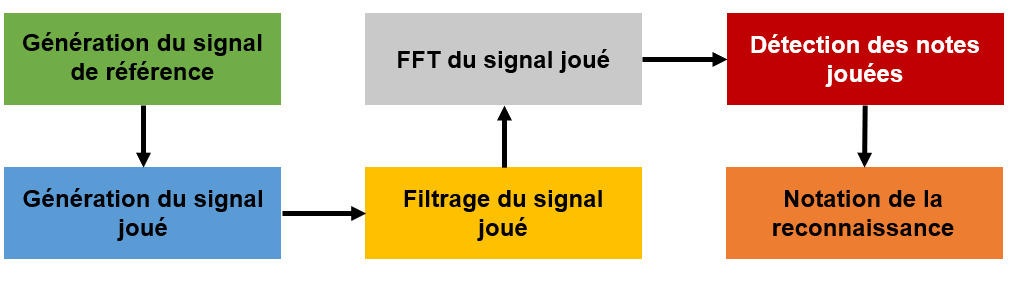 Génération du signal
de référence
Génération du signal
joué
Filtrage du signal
joué
FFT du signal joué
Détection des notes
jouées
Notation de la
reconnaissance